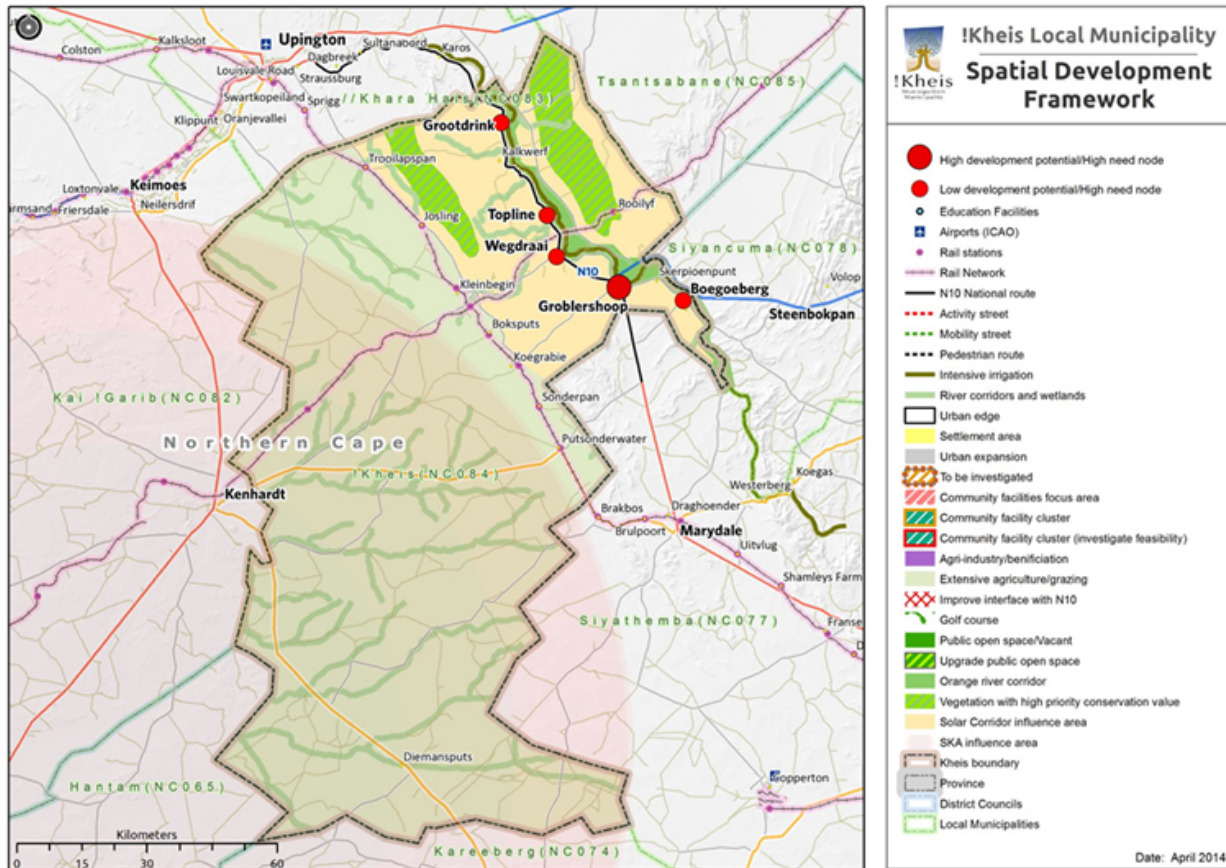 Kalksloot
Colston
Upington
Sultanaoord
Karos
Dagbreek
Louisvale Road
Straussburg
Tsantsabane(NC085)
Swartkopeiland
Sprigg
//Khara Hais(NC083)
Oranjevallei
Klippunt
Grootdrink
Kalkwerf
Trooilapspan
Loxtonvale
Keimoes
Friersdale
Neilersdrif
Josling
Topline
Rooilyf
Wegdraai
Siyancuma(NC078)
N10
Skerpioenpunt
Volop
Kleinbegin
Boegoeberg
Groblershoop
Steenbokpan
Boksputs
Koegrabie
Kai !Garib(NC082)
Sonderpan
Northern Cape
Putsonderwater
!Kheis(NC084)
Koegas
Westerberg
Kenhardt
Brakbos
Draghoender
Brulpoort
Marydale
Uitvlug
Shamleys Farm
Siyathemba(NC077)
Diemansputs
Hantam(NC065)
Copperton
Kilometers
0 15 30 60
Kareeberg(NC074)
!Kheis Local Municipality
Spatial Development
Framework
!Kheis
High development potential/High need node
Low development potential/High need node
Education Facilities
Airports (ICAO)
Rail stations
Rail Network
N10 National route
Activity street
Mobility street
Pedestrian route
Intensive irrigation
River corridors and wetlands
Urban edge
Settlement area
Urban expansion
To be investigated
Community facilities focus area
Community facility cluster
Community facility cluster (investigate feasibility)
Agri-industry/benificiation
Extensive agriculture/grazing
Improve interface with N10
Golf course
Public open space/Vacant
Upgrade public open space
Orange river corridor
Vegetation with high priority conservation value
Solar Corridor influence area
SKA influence area
Kheis boundary
Province
District Councils
Local Municipalities
Date: April 2014